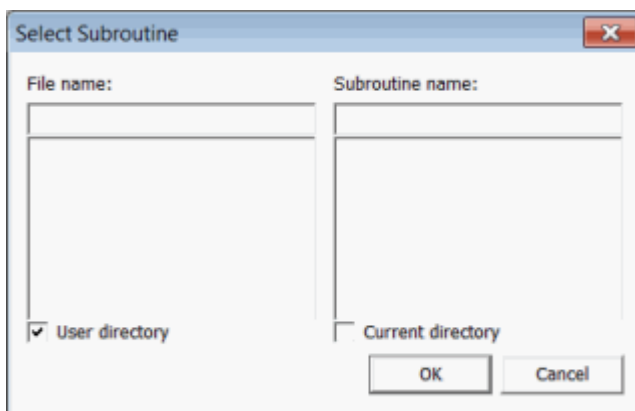 Select Subroutine
File name:
Subroutine name:
User directory
Current directory
OK
Cancel